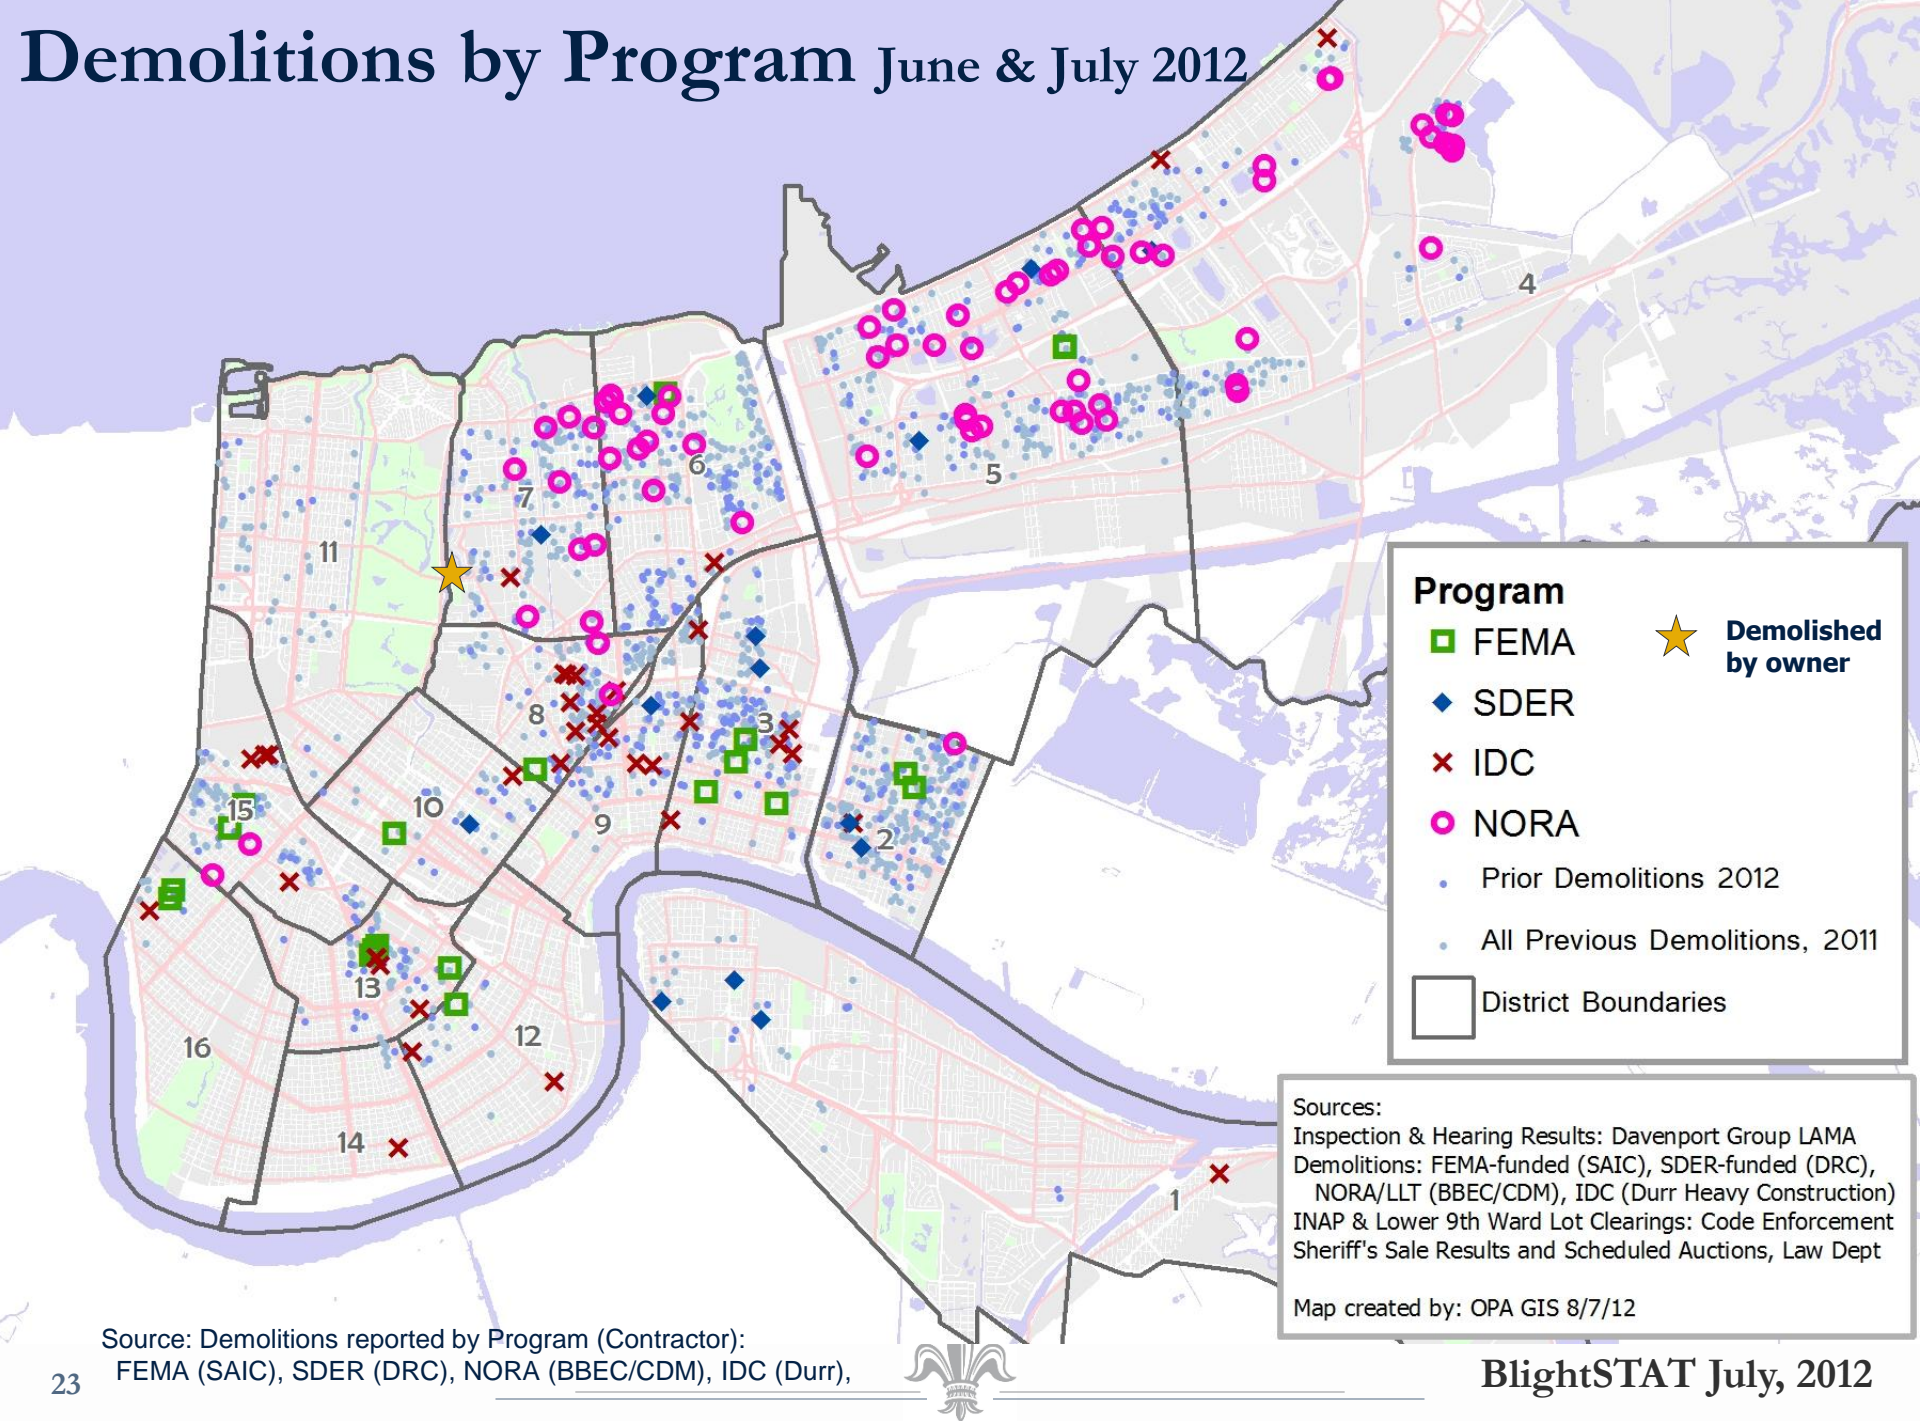 Demolitions by Program June & July 2012
4
5
6
7
11
8
3
10
15
9
2
13
12
16
14
1
Program
FEMA
SDER
IDC
NORA
Prior Demolitions 2012
All Previous Demolitions, 2011
District Boundaries
Demolished
by owner
Sources:
Inspection & Hearing Results: Davenport Group LAMA
Demolitions: FEMA-funded (SAIC), SDER-funded (DRC),
NORA/LLT (BBEC/CDM), IDC (Durr Heavy Construction)
INAP & Lower 9th Ward Lot Clearings: Code Enforcement
Sheriff's Sale Results and Scheduled Auctions, Law Dept
Map created by: OPA GIS 8/7/12
Source: Demolitions reported by Program (Contractor):
FEMA (SAIC), SDER (DRC), NORA (BBEC/CDM), IDC (Durr),
23
BlightSTAT July, 2012